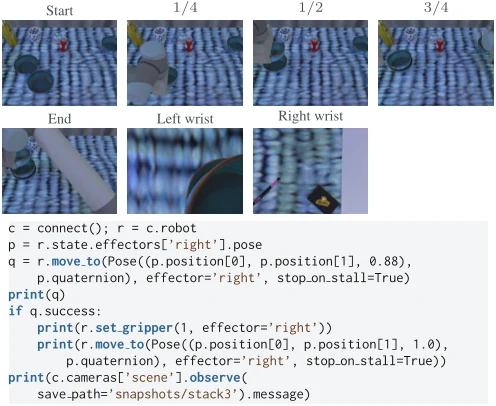 Start
1/4
1/2
3/4
End
Left wrist
Right wrist
c = connect(); r = c.robot
p = r.state.effectors['right'].pose
q = r.move_to(Pose((p.position[0], p.position[1], 0.88),
p.quaternion), effector='right', stop_on_stall=True)
print(q)
if q.success:
print(r.set_gripper(1, effector='right'))
print(r.move_to(Pose((p.position[0], p.position[1], 1.0),
p.quaternion), effector='right', stop_on_stall=True))
print(c.cameras['scene'].observe(
save_path='snapshots/stack3').message)